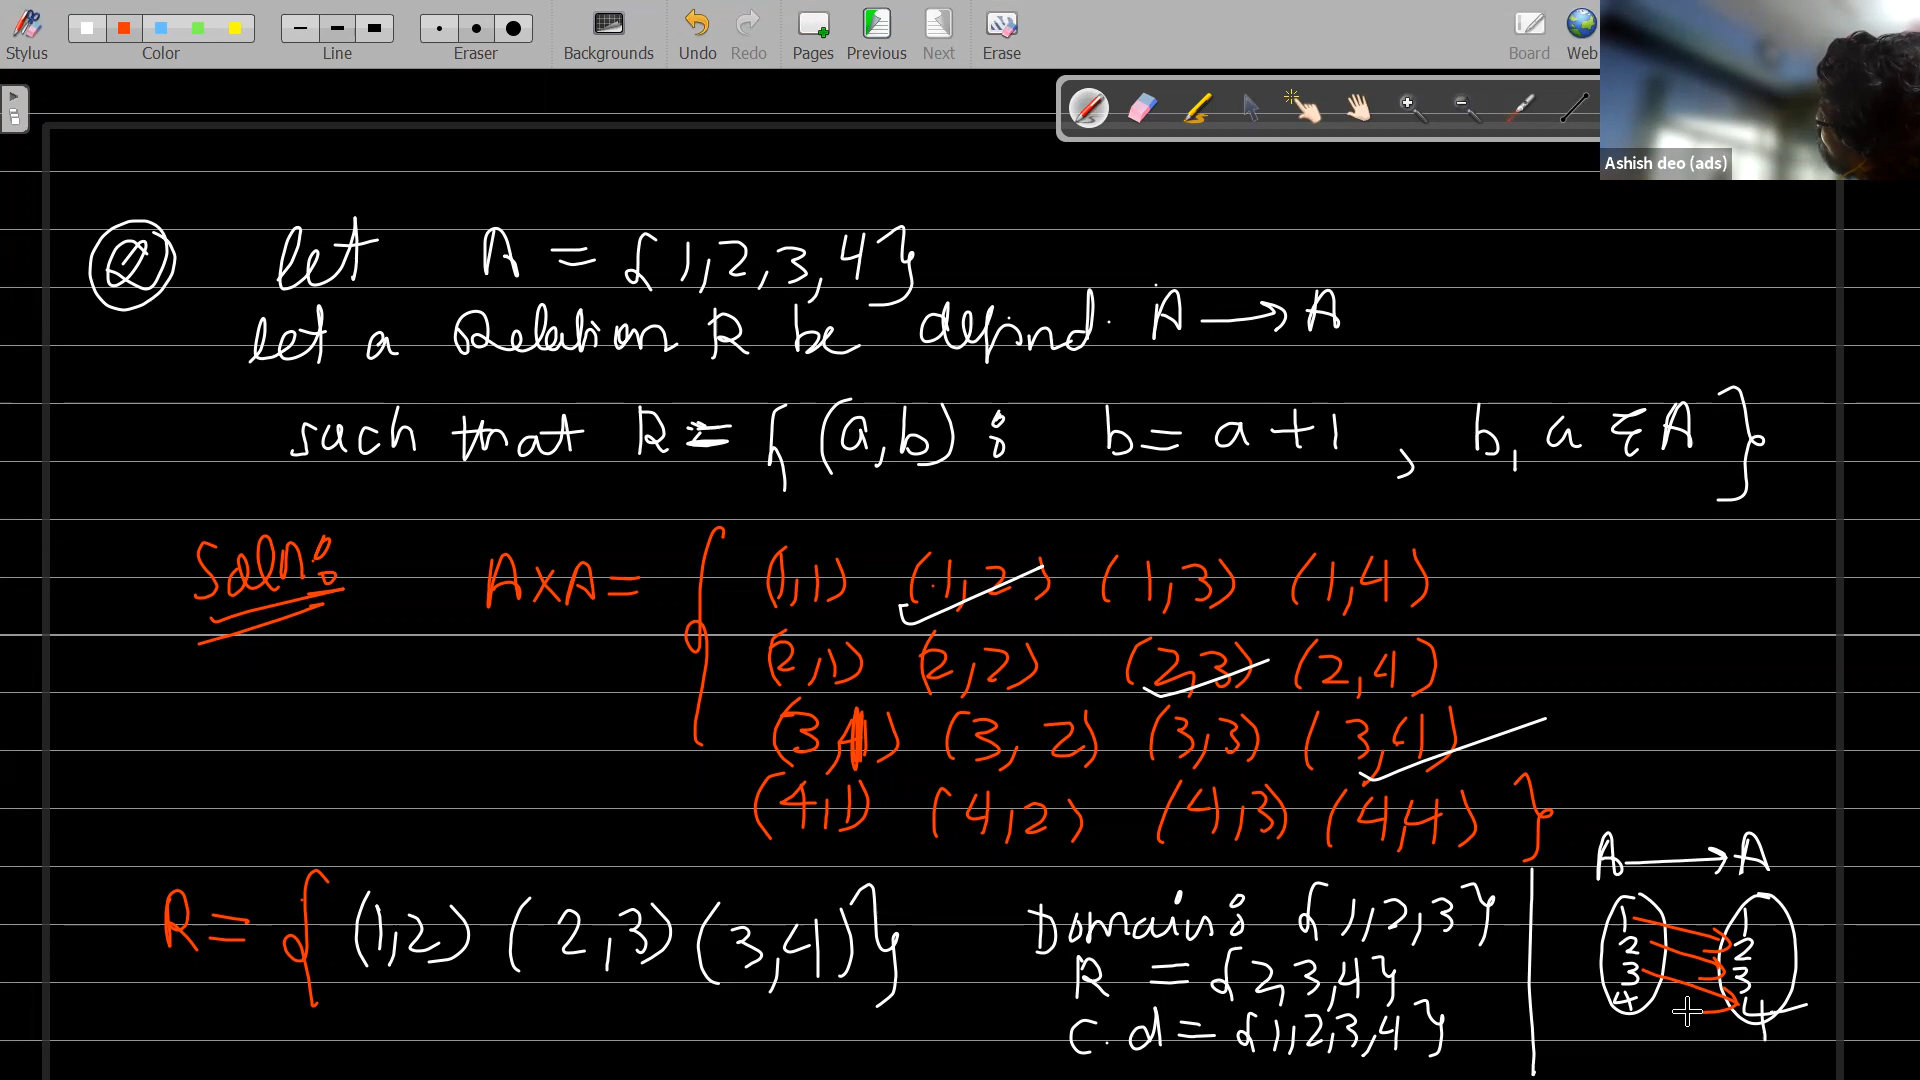 Stylus Color Line Eraser Backgrounds Undo Redo Pages Previous Next Erase Board Web
Ashish deo (ads)
Q let A = {1,2,3,4}
let a Relation R be defind. A → A
such that R = { (a,b) : b = a + 1 , b, a ∈ A }
Soln: A×A = { (1,1) (1,2) (1,3) (1,4)
(2,1) (2,2) (2,3) (2,4)
(3,1) (3,2) (3,3) (3,4)
(4,1) (4,2) (4,3) (4,4) }
R = { (1,2) (2,3) (3,4) }
Domain: {1,2,3}
R = {2,3,4}
C.d = {1,2,3,4}
A → A
1 1
2 2
3 3
4 4